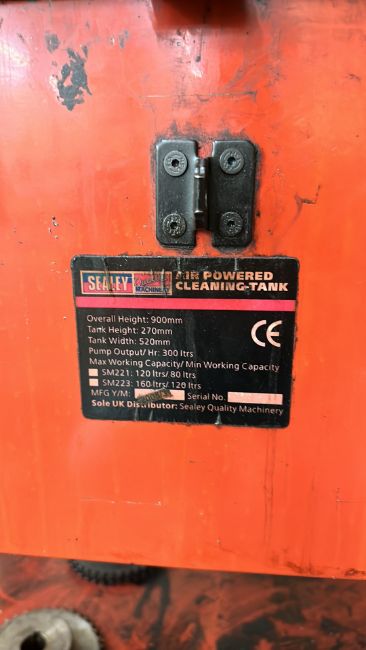 SEALEY Quality MACHINERY AIR POWERED
CLEANING-TANK
Overall Height: 900mm
Tank Height: 270mm
Tank Width: 520mm
Pump Output/ Hr: 300 ltrs
Max Working Capacity/ Min Working Capacity
SM221: 120 ltrs/ 80 ltrs
SM223: 160 ltrs/ 120 ltrs
MFG Y/M: Serial No.
Sole UK Distributor: Sealey Quality Machinery
CE